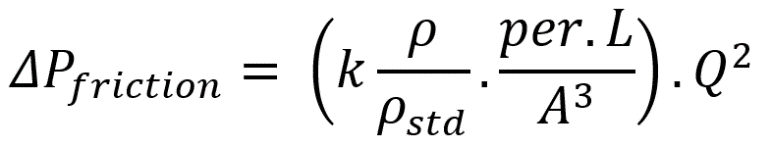 ΔP_friction = (k ρ/ρ_std . per. L/A³) . Q²